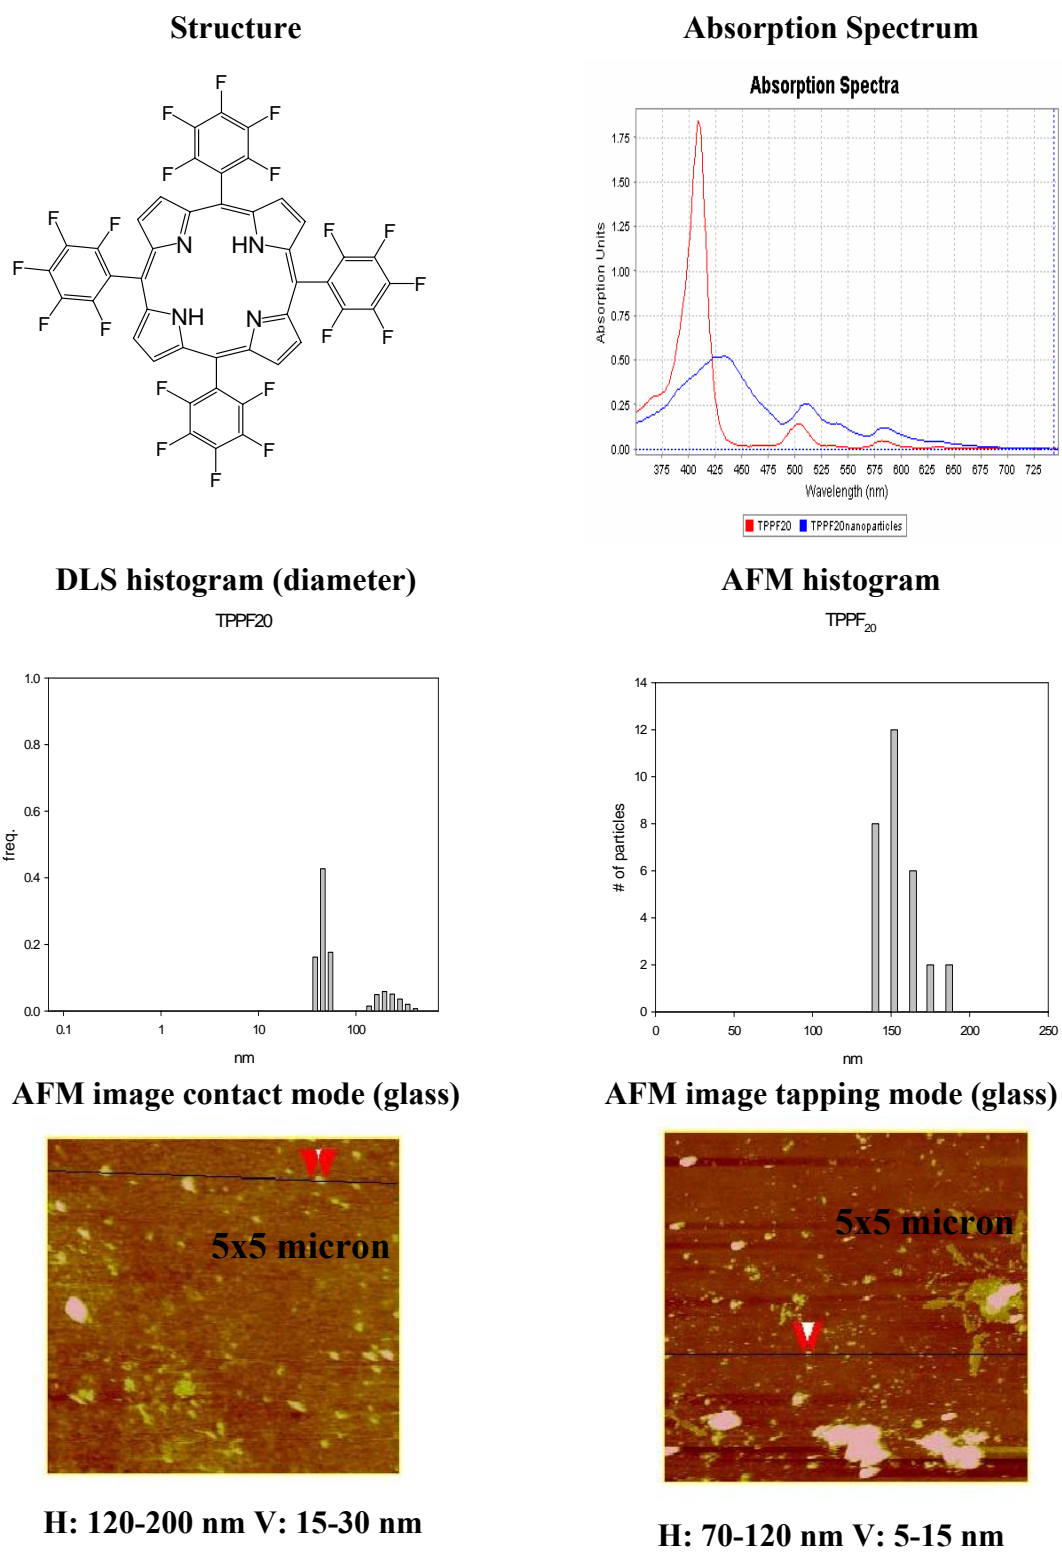 Structure
Absorption Spectrum
F
F F
F F
F F
F
F
F
N HN
NH N
F F
F
F F
F F
F F
F
Absorption Spectra
Absorption Units
1.75
1.50
1.25
1.00
0.75
0.50
0.25
0.00
375 400 425 450 475 500 525 550 575 600 625 650 675 700 725
Wavelength (nm)
TPPF20 TPPF20nanoparticles
DLS histogram (diameter)
TPPF20
freq.
1.0
0.8
0.6
0.4
0.2
0.0
0.1 1 10 100
nm
AFM histogram
TPPF20
# of particles
14
12
10
8
6
4
2
0
0 50 100 150 200 250
nm
AFM image contact mode (glass)
5x5 micron
H: 120-200 nm V: 15-30 nm
AFM image tapping mode (glass)
5x5 micron
H: 70-120 nm V: 5-15 nm